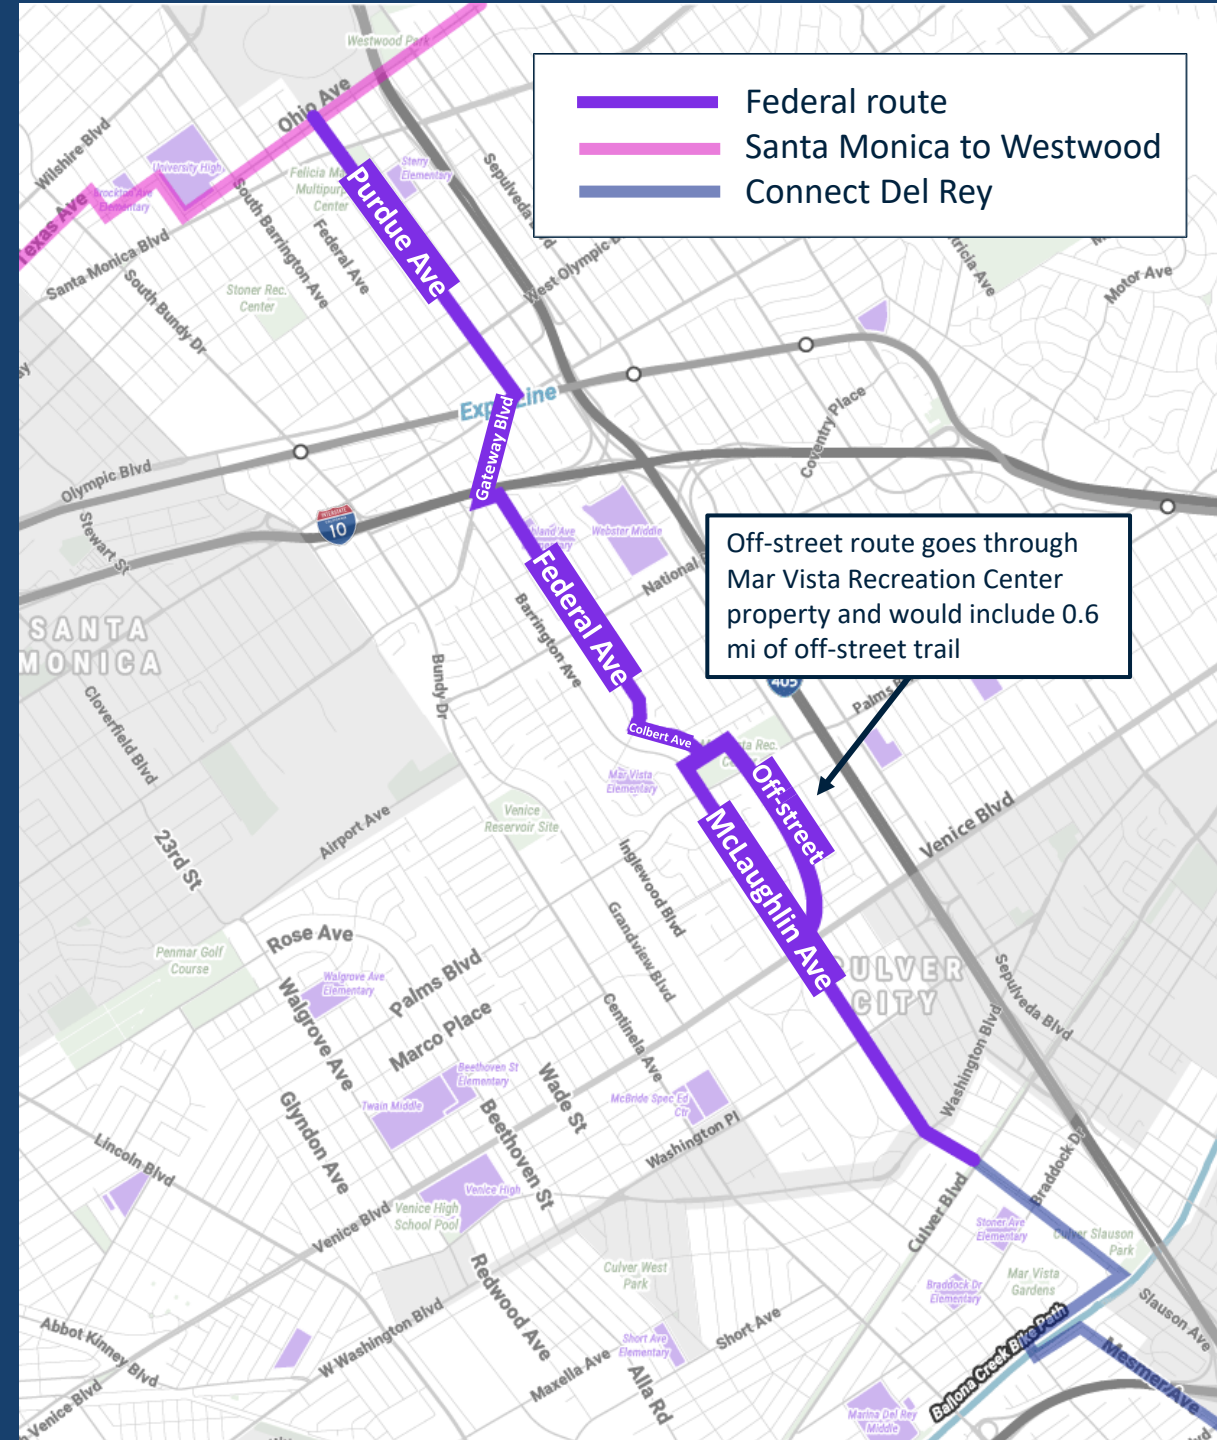 Federal route
Santa Monica to Westwood
Connect Del Rey
Westwood Park
Ohio Ave
Wilshire Blvd
University High
Sterry
Elementary
Sepulveda
Brockton Ave
Elementary
Felicia
Multipurp
Center
Texas Ave
South Barrington Ave
Federal Ave
Purdue Ave
Santa Monica Blvd
West Olympic
Motor Ave
Stoner Rec.
Center
South Bundy Dr
Expo Line
Gateway Blvd
Coventry Place
Olympic Blvd
INTERSTATE
10
Stewart St
Webster Middle
National
Off-street route goes through
Mar Vista Recreation Center
property and would include 0.6
mi of off-street trail
SANTA
MONICA
Federal Ave
Barrington Ave
Bundy Dr
405
Palms
Cloverfield Blvd
Colbert Ave
Mar Vista
Elementary
Off-street
Venice
Reservoir Site
Airport Ave
Venice Blvd
McLaughlin Ave
23rd St
Inglewood Blvd
Grandview Blvd
Rose Ave
Penmar Golf
Course
Walgrove Ave
Elementary
Palms Blvd
CULVER
CITY
Sepulveda Blvd
Walgrove Ave
Marco Place
Centinela Ave
Washington Blvd
Beethoven St
Elementary
Wade St
Twain Middle
McBride Spec Ed
Ctr
Glyndon Ave
Beethoven St
Washington Pl
Braddock Dr
Lincoln Blvd
Venice High
Venice High
School Pool
Venice Blvd
Culver Blvd
Stoner Ave
Elementary
Culver Slauson
Park
Redwood Ave
Culver West
Park
Mar Vista
Gardens
Braddock Dr
Elementary
Slauson Ave
Abbot Kinney Blvd
W Washington Blvd
Short Ave
Elementary
Short Ave
Ballona Creek Bike Path
Mesmer Ave
Maxella Ave
Alla Rd
Venice Blvd
Marina Del Rey
Middle